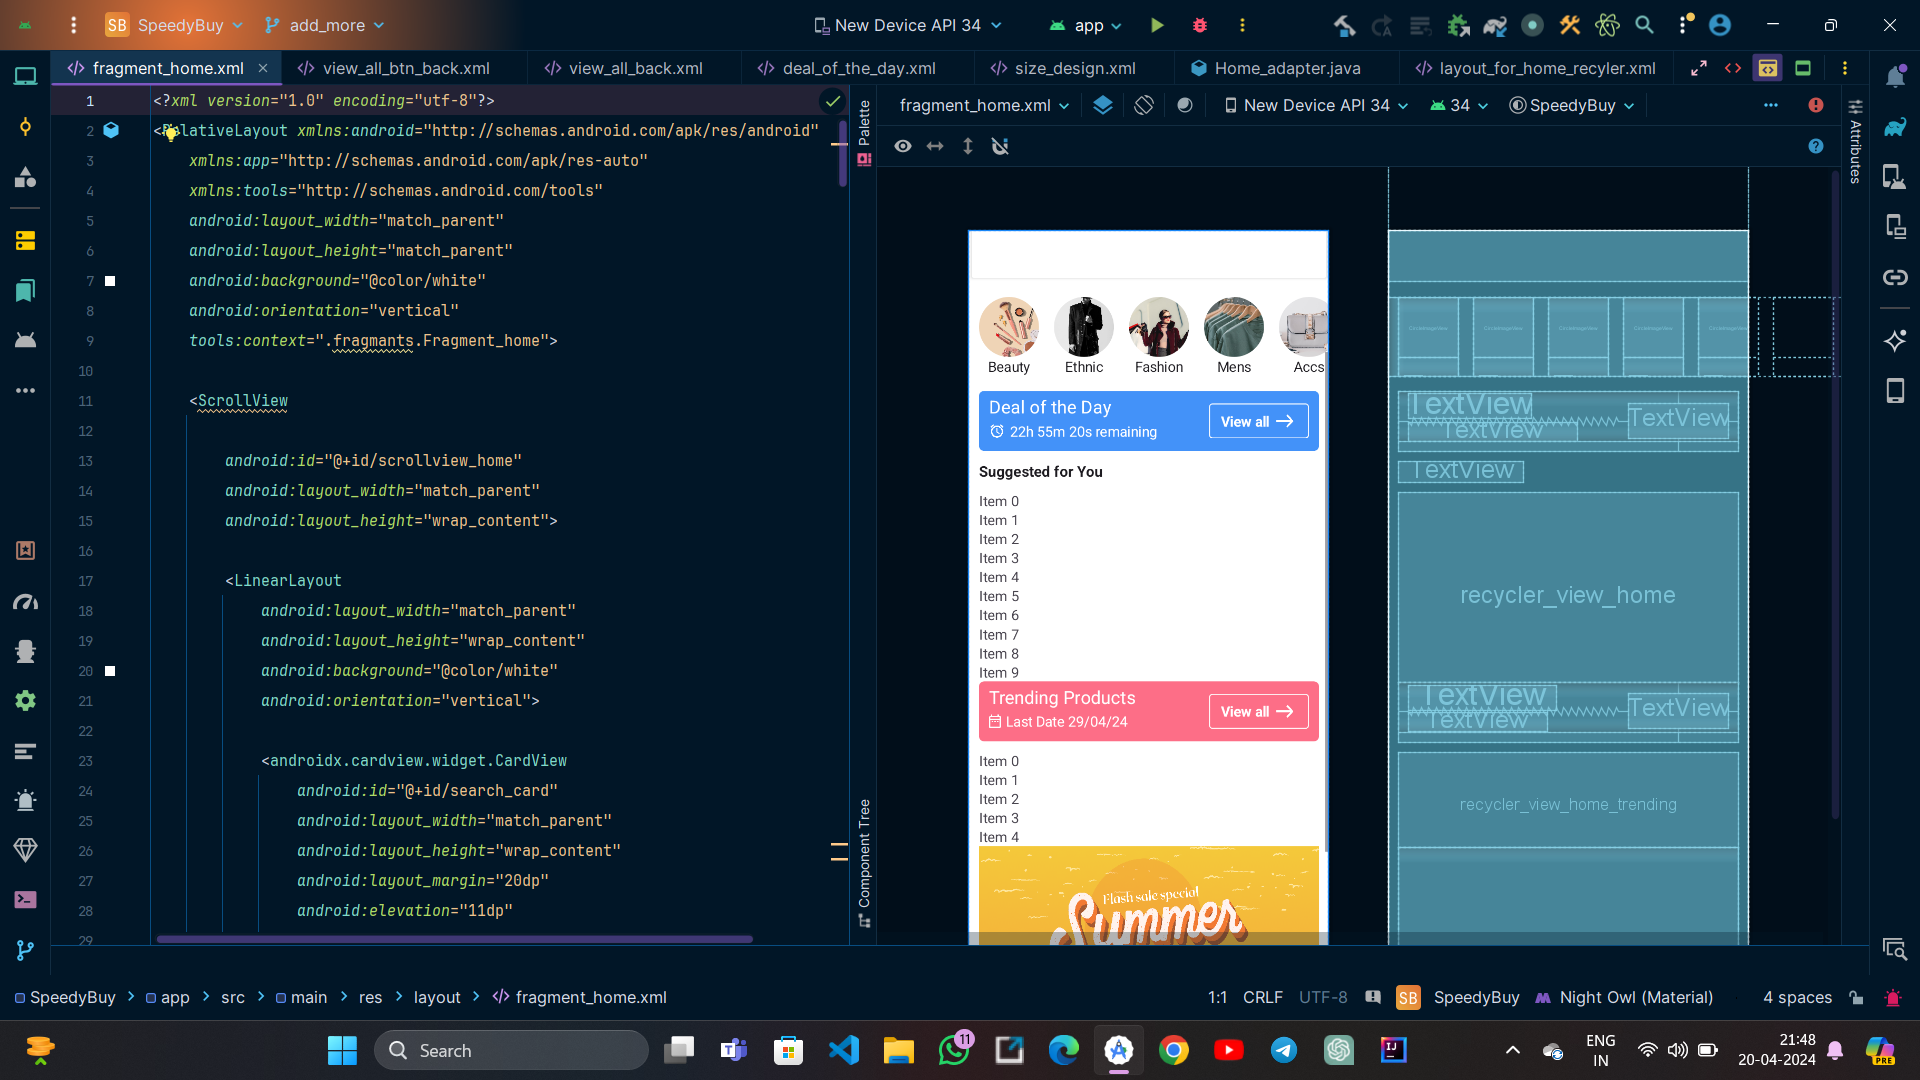 SB SpeedyBuy add_more New Device API 34 app
fragment_home.xml view_all_btn_back.xml view_all_back.xml deal_of_the_day.xml size_design.xml Home_adapter.java layout_for_home_recyler.xml
1 <?xml version="1.0" encoding="utf-8"?>
2 <RelativeLayout xmlns:android="http://schemas.android.com/apk/res/android"
3 xmlns:app="http://schemas.android.com/apk/res-auto"
4 xmlns:tools="http://schemas.android.com/tools"
5 android:layout_width="match_parent"
6 android:layout_height="match_parent"
7 android:background="@color/white"
8 android:orientation="vertical"
9 tools:context=".fragmants.Fragment_home">
10
11 <ScrollView
12
13 android:id="@+id/scrollview_home"
14 android:layout_width="match_parent"
15 android:layout_height="wrap_content">
16
17 <LinearLayout
18 android:layout_width="match_parent"
19 android:layout_height="wrap_content"
20 android:background="@color/white"
21 android:orientation="vertical">
22
23 <androidx.cardview.widget.CardView
24 android:id="@+id/search_card"
25 android:layout_width="match_parent"
26 android:layout_height="wrap_content"
27 android:layout_margin="20dp"
28 android:elevation="11dp"
29
Palette
Component Tree
fragment_home.xml New Device API 34 34 SpeedyBuy
Attributes
Beauty Ethnic Fashion Mens Accs
Deal of the Day
22h 55m 20s remaining
View all
Suggested for You
Item 0
Item 1
Item 2
Item 3
Item 4
Item 5
Item 6
Item 7
Item 8
Item 9
Trending Products
Last Date 29/04/24
View all
Item 0
Item 1
Item 2
Item 3
Item 4
Flash sale special
Summer
TextView
TextView
TextView
TextView
recycler_view_home
TextView
TextView
TextView
recycler_view_home_trending
SpeedyBuy app src main res layout fragment_home.xml
1:1 CRLF UTF-8 SB SpeedyBuy Night Owl (Material) 4 spaces
Search
11
ENG
IN
21:48
20-04-2024
PRE